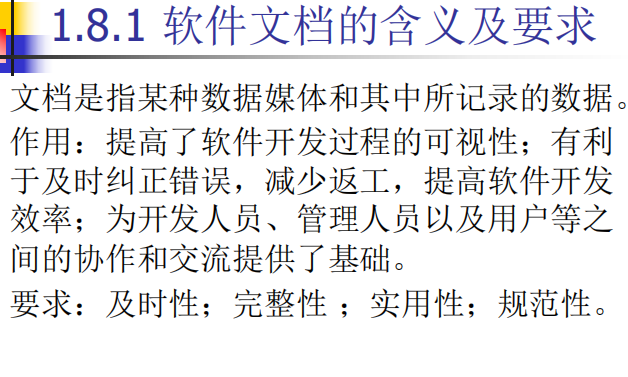 1.8.1 软件文档的含义及要求
文档是指某种数据媒体和其中所记录的数据。
作用：提高了软件开发过程的可视性；有利
于及时纠正错误，减少返工，提高软件开发
效率；为开发人员、管理人员以及用户等之
间的协作和交流提供了基础。
要求：及时性；完整性 ；实用性；规范性。